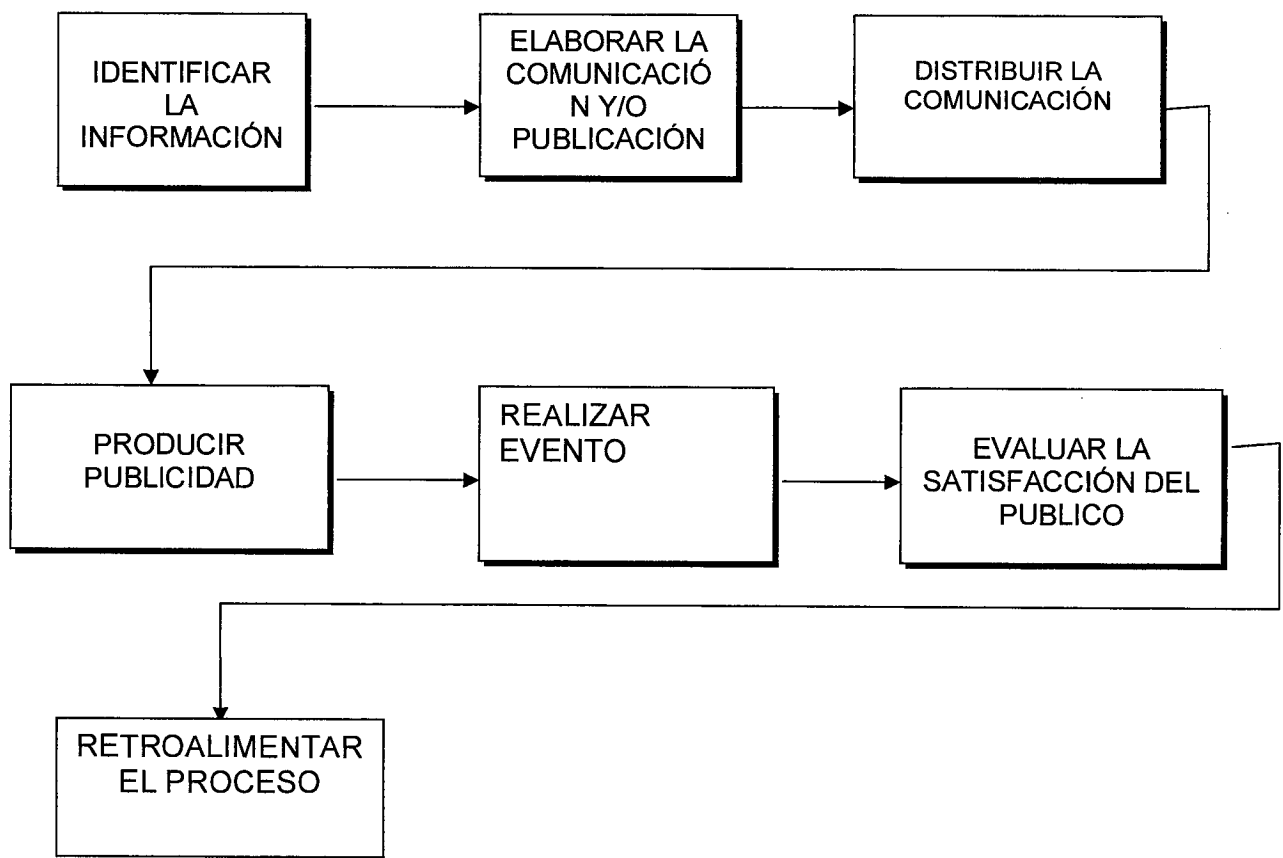 IDENTIFICAR
LA
INFORMACIÓN
ELABORAR LA
COMUNICACIÓ
N Y/O
PUBLICACIÓN
DISTRIBUIR LA
COMUNICACIÓN
PRODUCIR
PUBLICIDAD
REALIZAR
EVENTO
EVALUAR LA
SATISFACCIÓN DEL
PUBLICO
RETROALIMENTAR
EL PROCESO